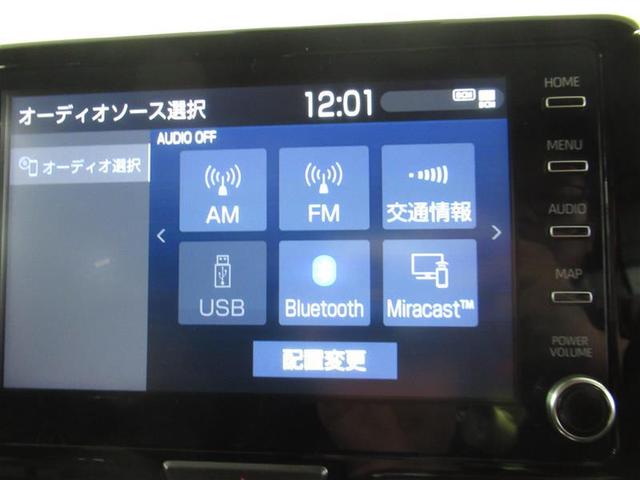 オーディオソース選択
12:01
AUDIO OFF
オーディオ選択
AM
FM
交通情報
USB
Bluetooth
Miracast™
配置変更
HOME
MENU
AUDIO
MAP
POWER
VOLUME